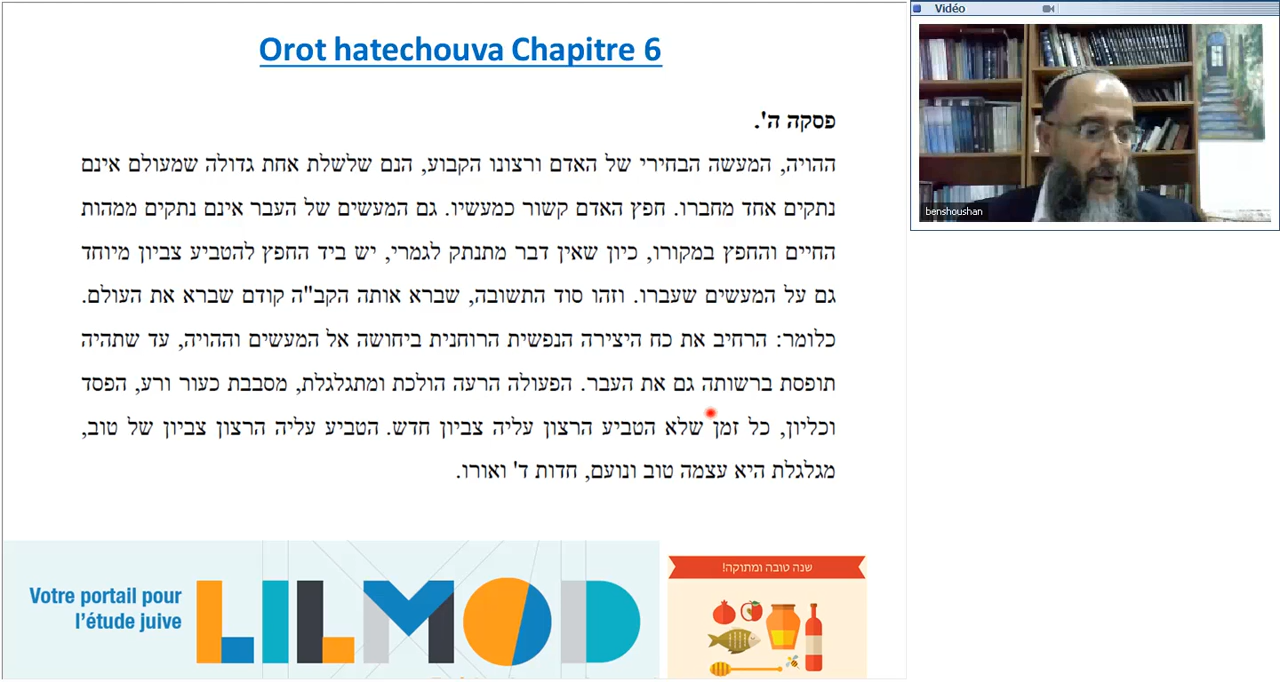 Orot hatechouva Chapitre 6
Vidéo
benshoushan
פסקה ה'.
ההויה, המעשה הבחירי של האדם ורצונו הקבוע, הנם שלשלת אחת גדולה שמעולם אינם
נתקים אחד מחברו. חפץ האדם קשור כמעשיו. גם המעשים של העבר אינם נתקים ממהות
החיים והחפץ במקורו, כיון שאין דבר מתנתק לגמרי, יש ביד החפץ להטביע צביון מיוחד
גם על המעשים שעברו. וזהו סוד התשובה, שברא אותה הקב"ה קודם שברא את העולם.
כלומר: הרחיב את כח היצירה הנפשית הרוחנית ביחושה אל המעשים וההויה, עד שתהיה
תופסת ברשותה גם את העבר. הפעולה הרעה הולכת ומתגלגלת, מסבבת כעור ורע, הפסד
וכליון, כל זמן שלא הטביע הרצון עליה צביון חדש. הטביע עליה הרצון צביון של טוב,
מגלגלת היא עצמה טוב ונועם, חדות ד' ואורו.
Votre portail pour
l'étude juive
LILMOD
שנה טובה ומתוקה!